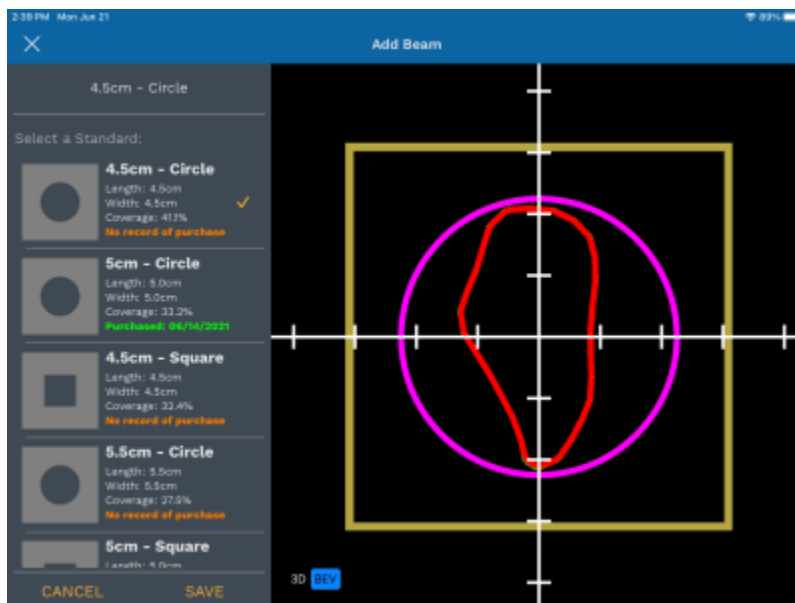 2:39 PM Mon Jun 21
89%
Add Beam
4.5cm - Circle
Select a Standard:
4.5cm - Circle
Length: 4.5cm
Width: 4.5cm
Coverage: 41.1%
No record of purchase
5cm - Circle
Length: 5.0cm
Width: 5.0cm
Coverage: 33.2%
Purchased: 06/14/2021
4.5cm - Square
Length: 4.5cm
Width: 4.5cm
Coverage: 32.4%
No record of purchase
5.5cm - Circle
Length: 5.5cm
Width: 5.5cm
Coverage: 27.5%
No record of purchase
5cm - Square
Length: 5.0cm
CANCEL SAVE
3D BEV